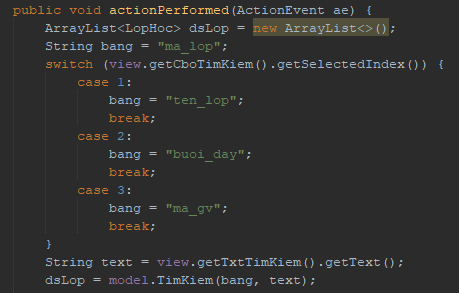 public void actionPerformed(ActionEvent ae) {
    ArrayList<LopHoc> dsLop = new ArrayList<>();
    String bang = "ma_lop";
    switch (view.getCboTimKiem().getSelectedIndex()) {
        case 1:
            bang = "ten_lop";
            break;
        case 2:
            bang = "buoi_day";
            break;
        case 3:
            bang = "ma_gv";
            break;
    }
    String text = view.getTxtTimKiem().getText();
    dsLop = model.TimKiem(bang, text);